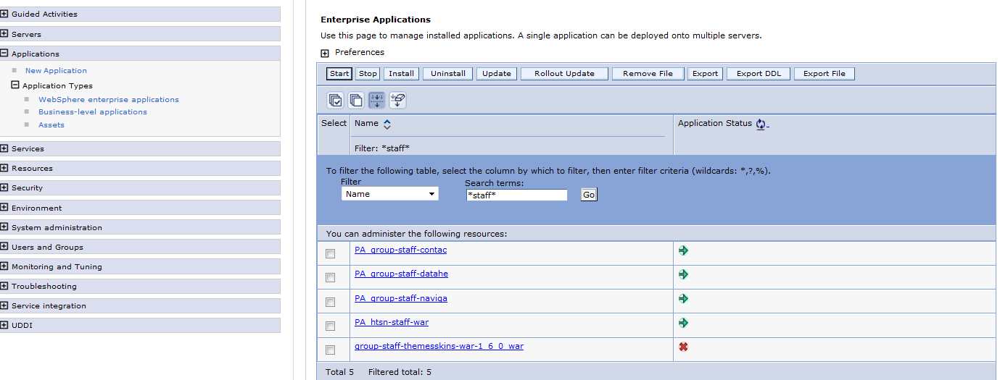 Guided Activities
Servers
Applications
New Application
Application Types
WebSphere enterprise applications
Business-level applications
Assets
Services
Resources
Security
Environment
System administration
Users and Groups
Monitoring and Tuning
Troubleshooting
Service integration
UDDI
Enterprise Applications
Use this page to manage installed applications. A single application can be deployed onto multiple servers.
Preferences
Start Stop Install Uninstall Update Rollout Update Remove File Export Export DDL Export File
Select Name Application Status
Filter: *staff*
To filter the following table, select the column by which to filter, then enter filter criteria (wildcards: *,?,%).
Filter Search terms:
Name *staff* Go
You can administer the following resources:
PA_group-staff-contac
PA_group-staff-datahe
PA_group-staff-naviga
PA_htsn-staff-war
group-staff-themesskins-war-1_6_0_war
Total 5 Filtered total: 5